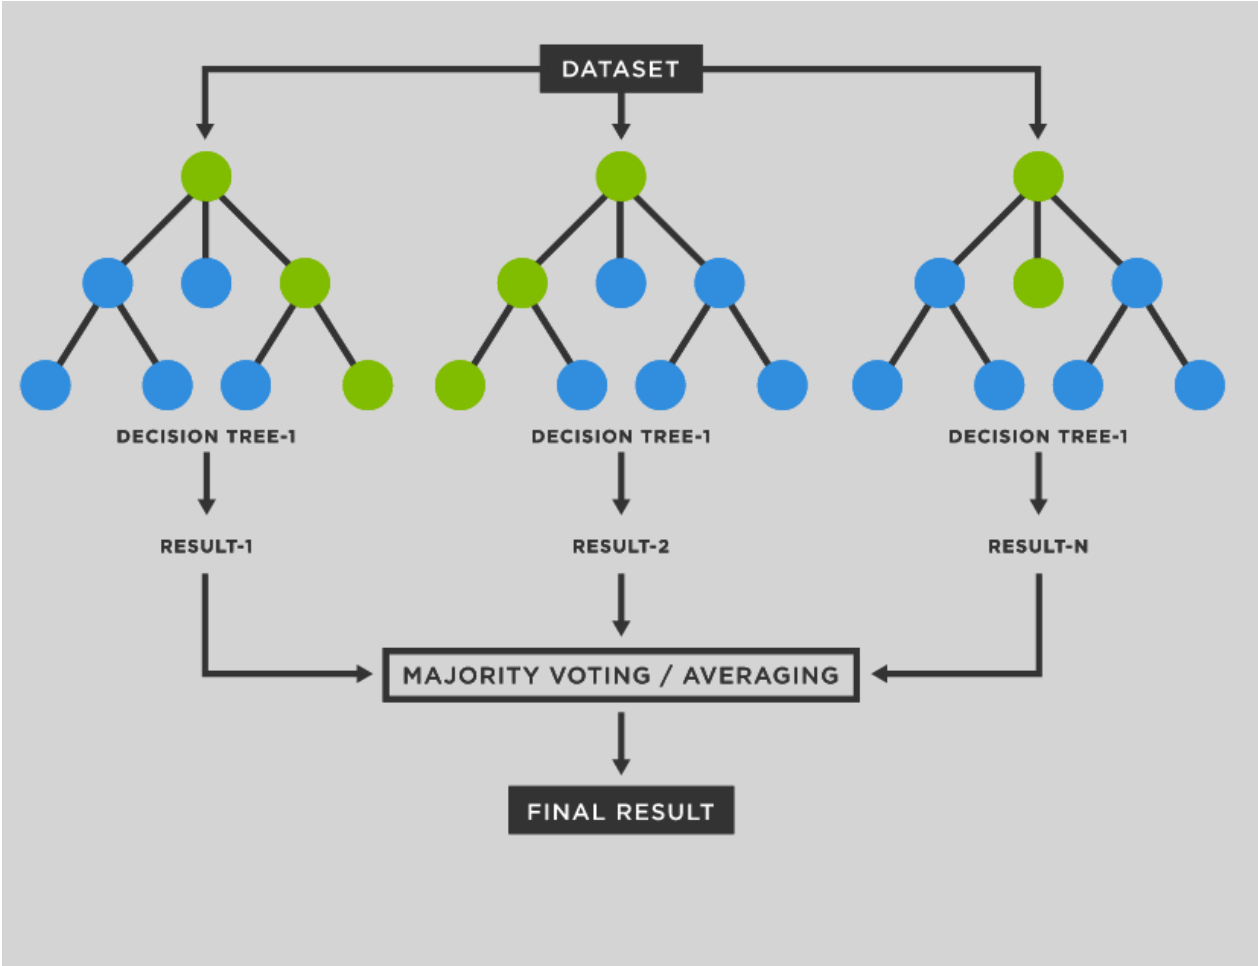 DATASET
DECISION TREE-1
DECISION TREE-1
DECISION TREE-1
RESULT-1
RESULT-2
RESULT-N
MAJORITY VOTING / AVERAGING
FINAL RESULT